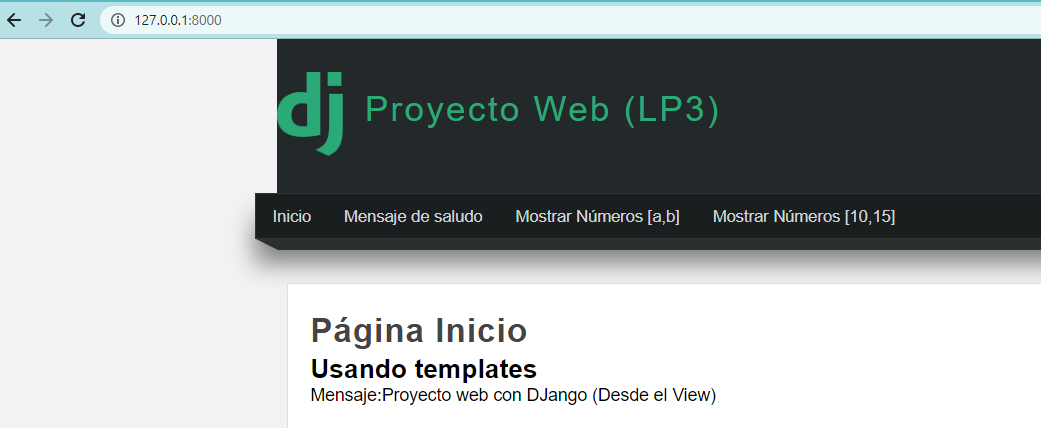 127.0.0.1:8000
dj Proyecto Web (LP3)
Inicio Mensaje de saludo Mostrar Números [a,b] Mostrar Números [10,15]
Página Inicio
Usando templates
Mensaje:Proyecto web con DJango (Desde el View)